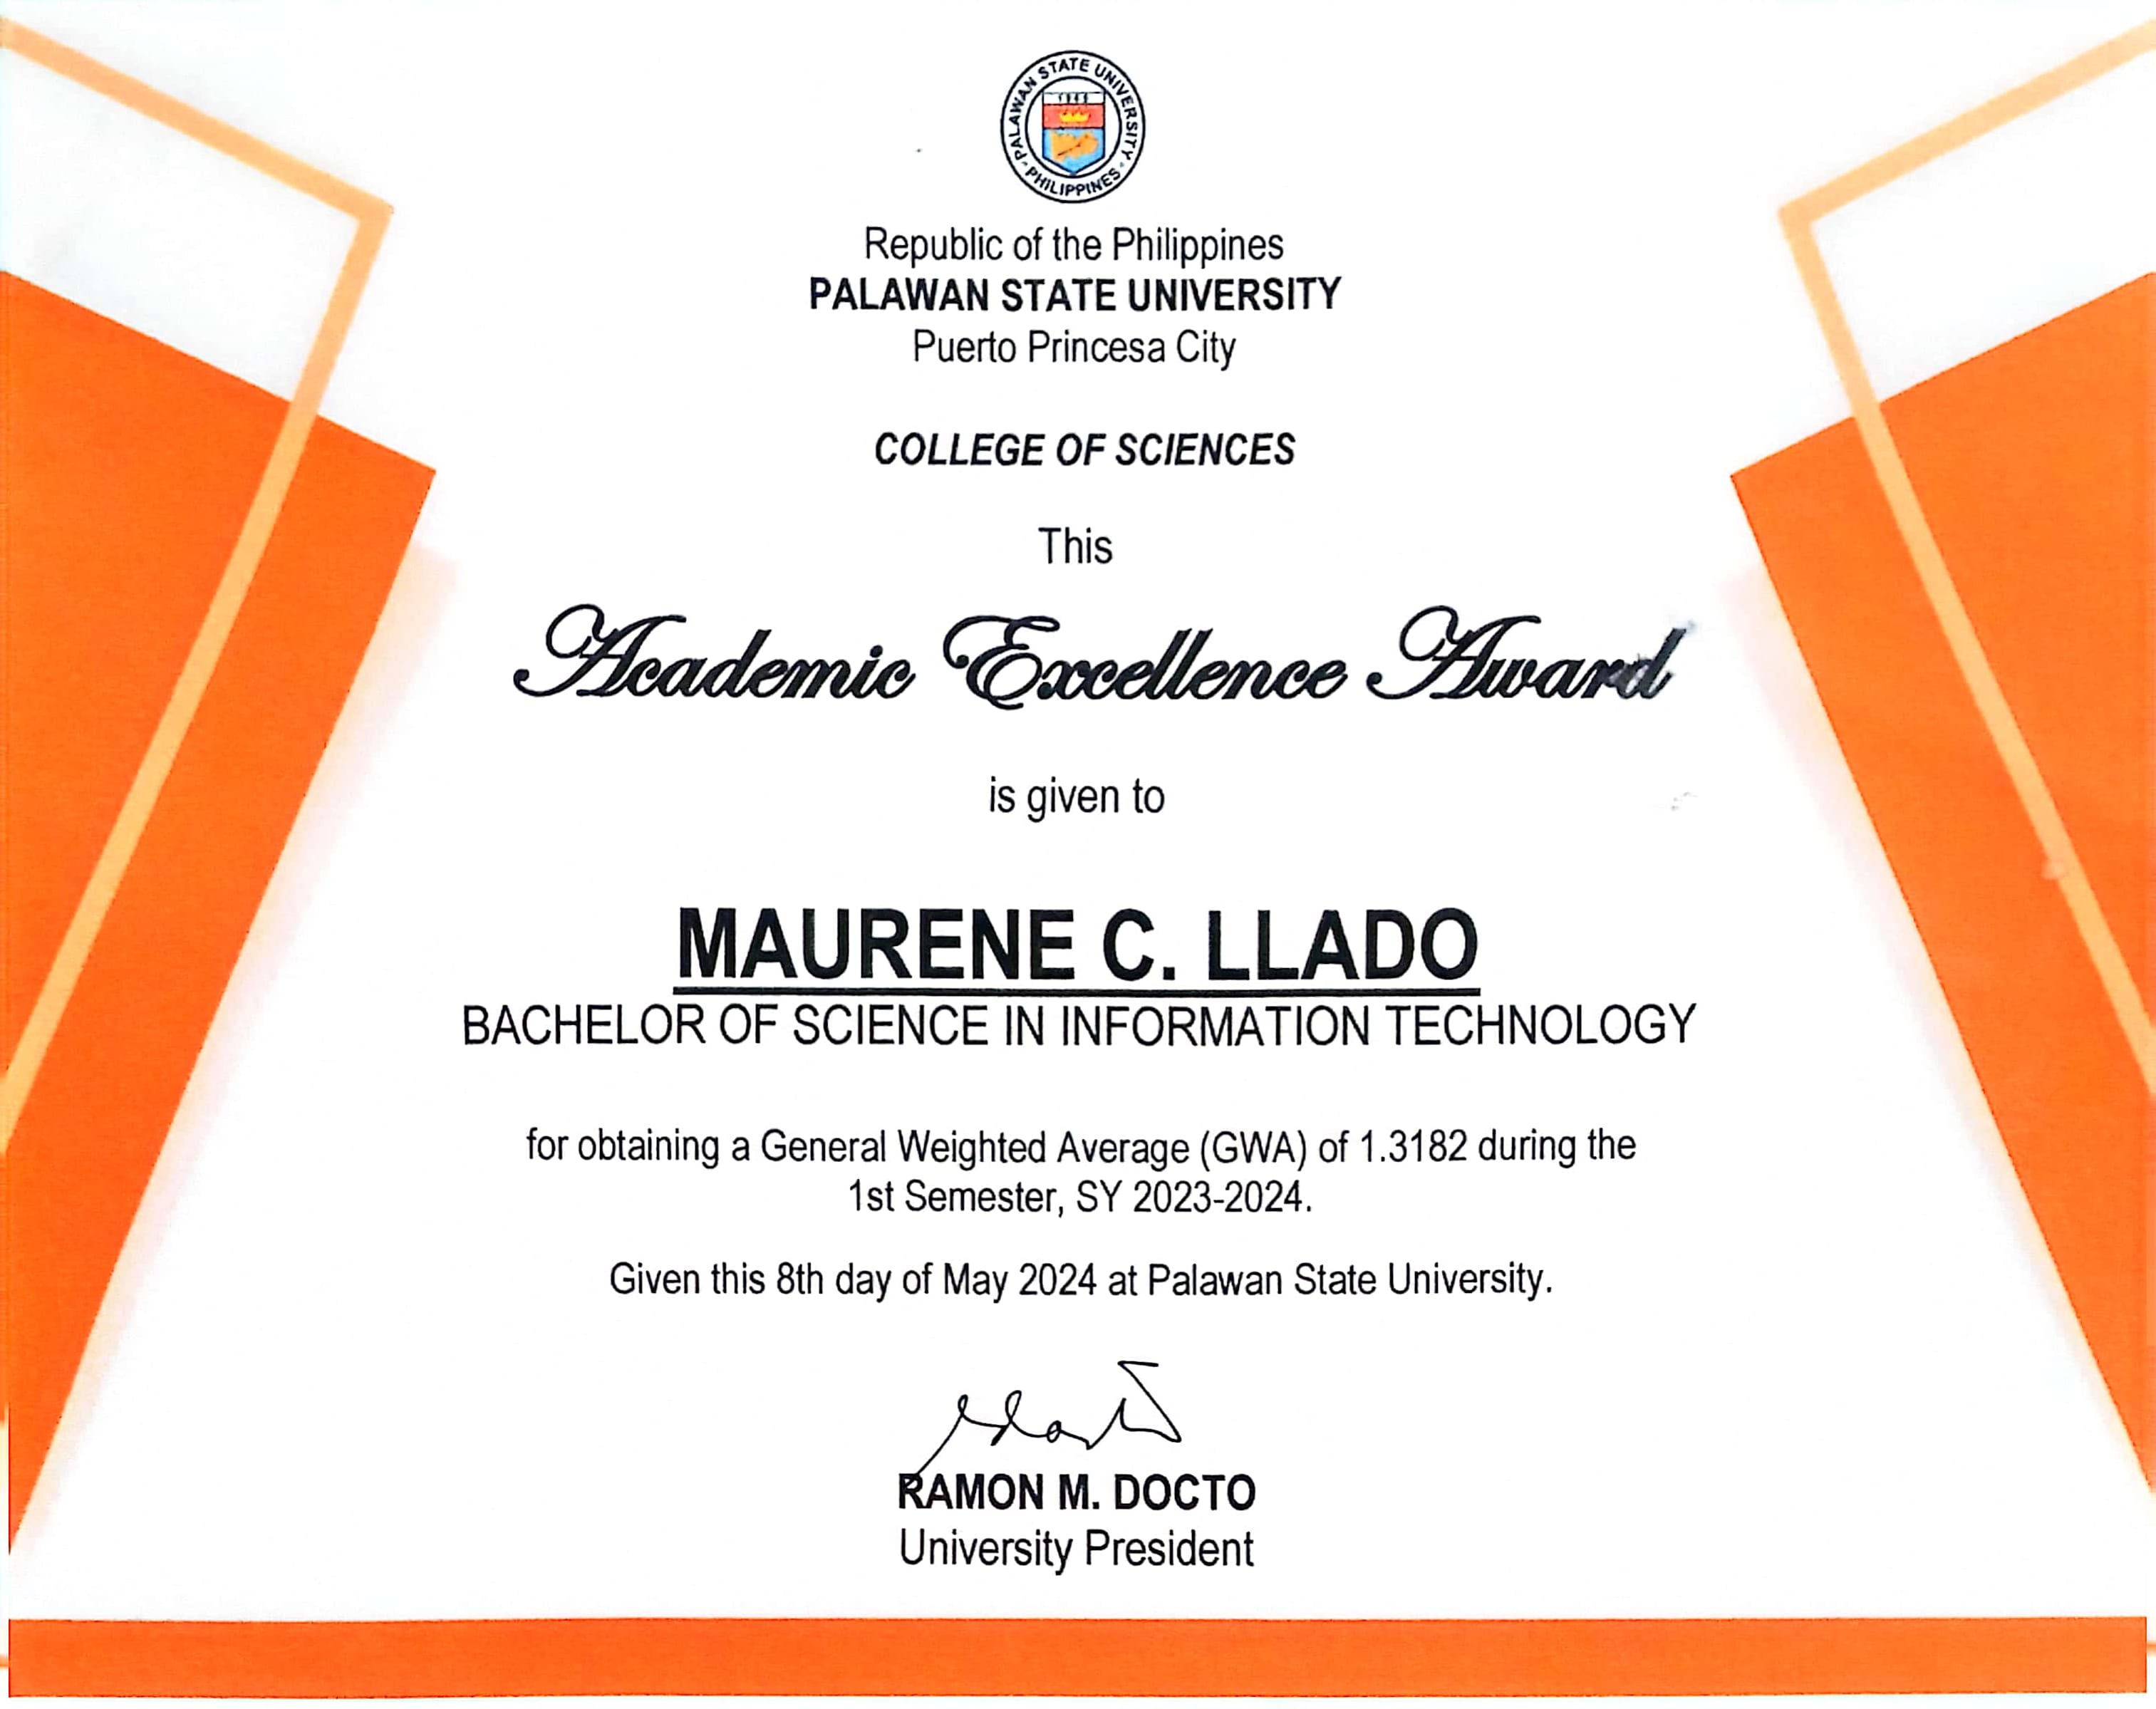 PALAWAN STATE UNIVERSITY
PHILIPPINES
Republic of the Philippines
PALAWAN STATE UNIVERSITY
Puerto Princesa City
COLLEGE OF SCIENCES
This
Academic Excellence Award
is given to
MAURENE C. LLADO
BACHELOR OF SCIENCE IN INFORMATION TECHNOLOGY
for obtaining a General Weighted Average (GWA) of 1.3182 during the
1st Semester, SY 2023-2024.
Given this 8th day of May 2024 at Palawan State University.
RAMON M. DOCTO
University President